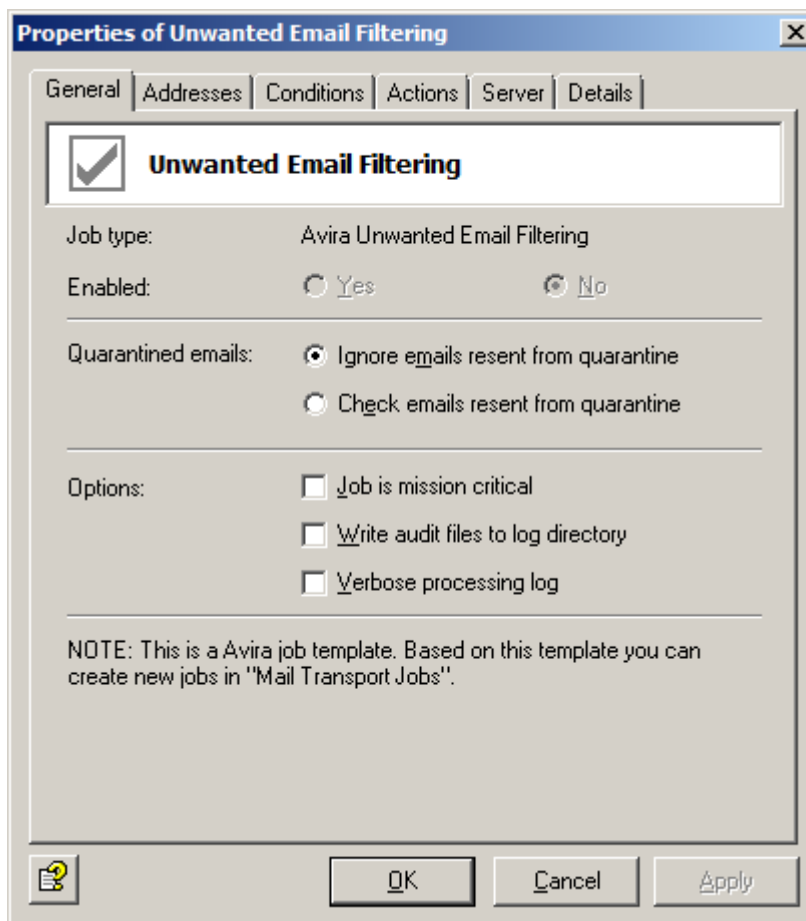 Properties of Unwanted Email Filtering
General Addresses Conditions Actions Server Details
Unwanted Email Filtering
Job type: Avira Unwanted Email Filtering
Enabled: Yes No
Quarantined emails: Ignore emails resent from quarantine
Check emails resent from quarantine
Options: Job is mission critical
Write audit files to log directory
Verbose processing log
NOTE: This is a Avira job template. Based on this template you can
create new jobs in "Mail Transport Jobs".
OK Cancel Apply